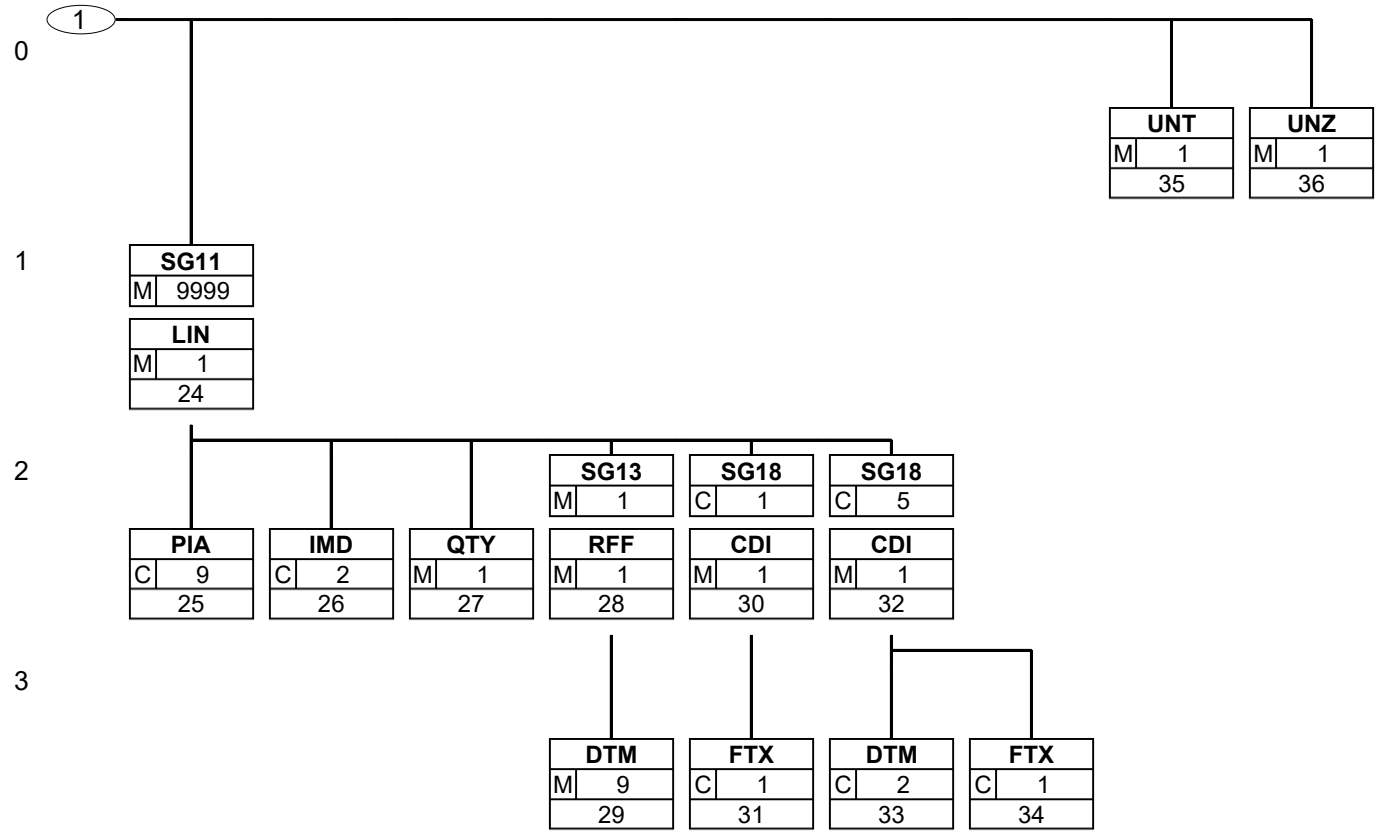 1
0
UNT UNZ
M 1 M 1
35 36
1
SG11
M 9999
LIN
M 1
24
2
SG13 SG18 SG18
M 1 C 1 C 5
PIA IMD QTY RFF CDI CDI
C 9 C 2 M 1 M 1 M 1 M 1
25 26 27 28 30 32
3
DTM FTX DTM FTX
M 9 C 1 C 2 C 1
29 31 33 34